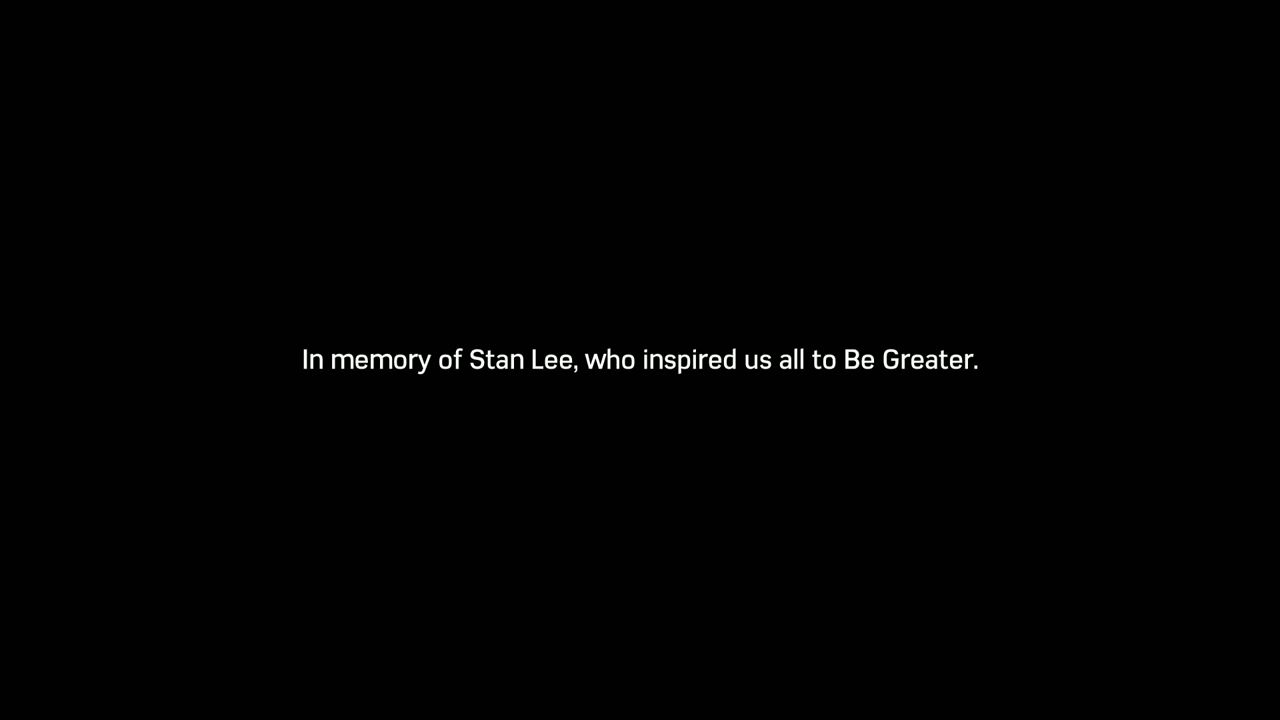 In memory of Stan Lee, who inspired us all to Be Greater.